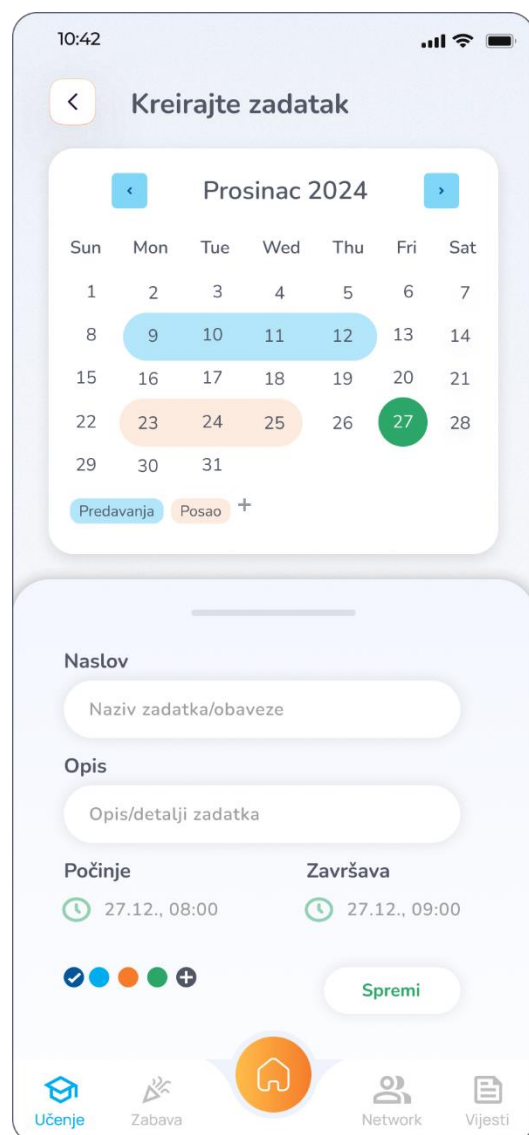 10:42
Kreirajte zadatak
Prosinac 2024
Sun Mon Tue Wed Thu Fri Sat
1 2 3 4 5 6 7
8 9 10 11 12 13 14
15 16 17 18 19 20 21
22 23 24 25 26 27 28
29 30 31
Predavanja Posao +
Naslov
Naziv zadatka/obaveze
Opis
Opis/detalji zadatka
Počinje Završava
27.12., 08:00 27.12., 09:00
Spremi
Učenje Zabava Network Vijesti